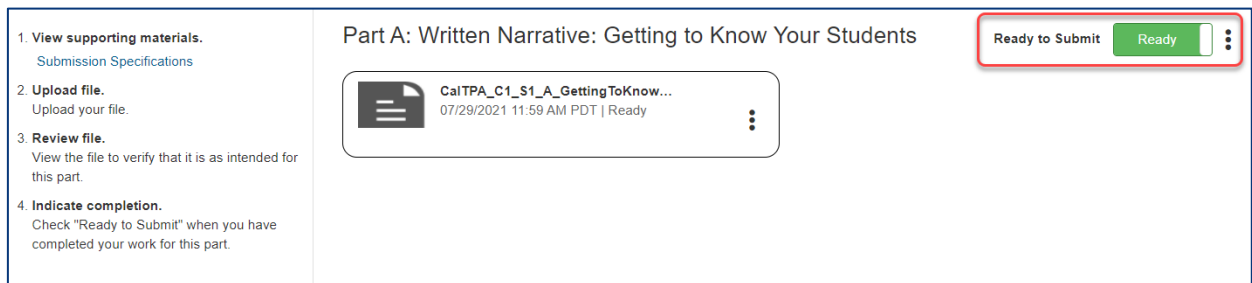 1. View supporting materials.
Submission Specifications
2. Upload file.
Upload your file.
3. Review file.
View the file to verify that it is as intended for
this part.
4. Indicate completion.
Check "Ready to Submit" when you have
completed your work for this part.
Part A: Written Narrative: Getting to Know Your Students
Ready to Submit
Ready
CalTPA_C1_S1_A_GettingToKnow...
07/29/2021 11:59 AM PDT | Ready